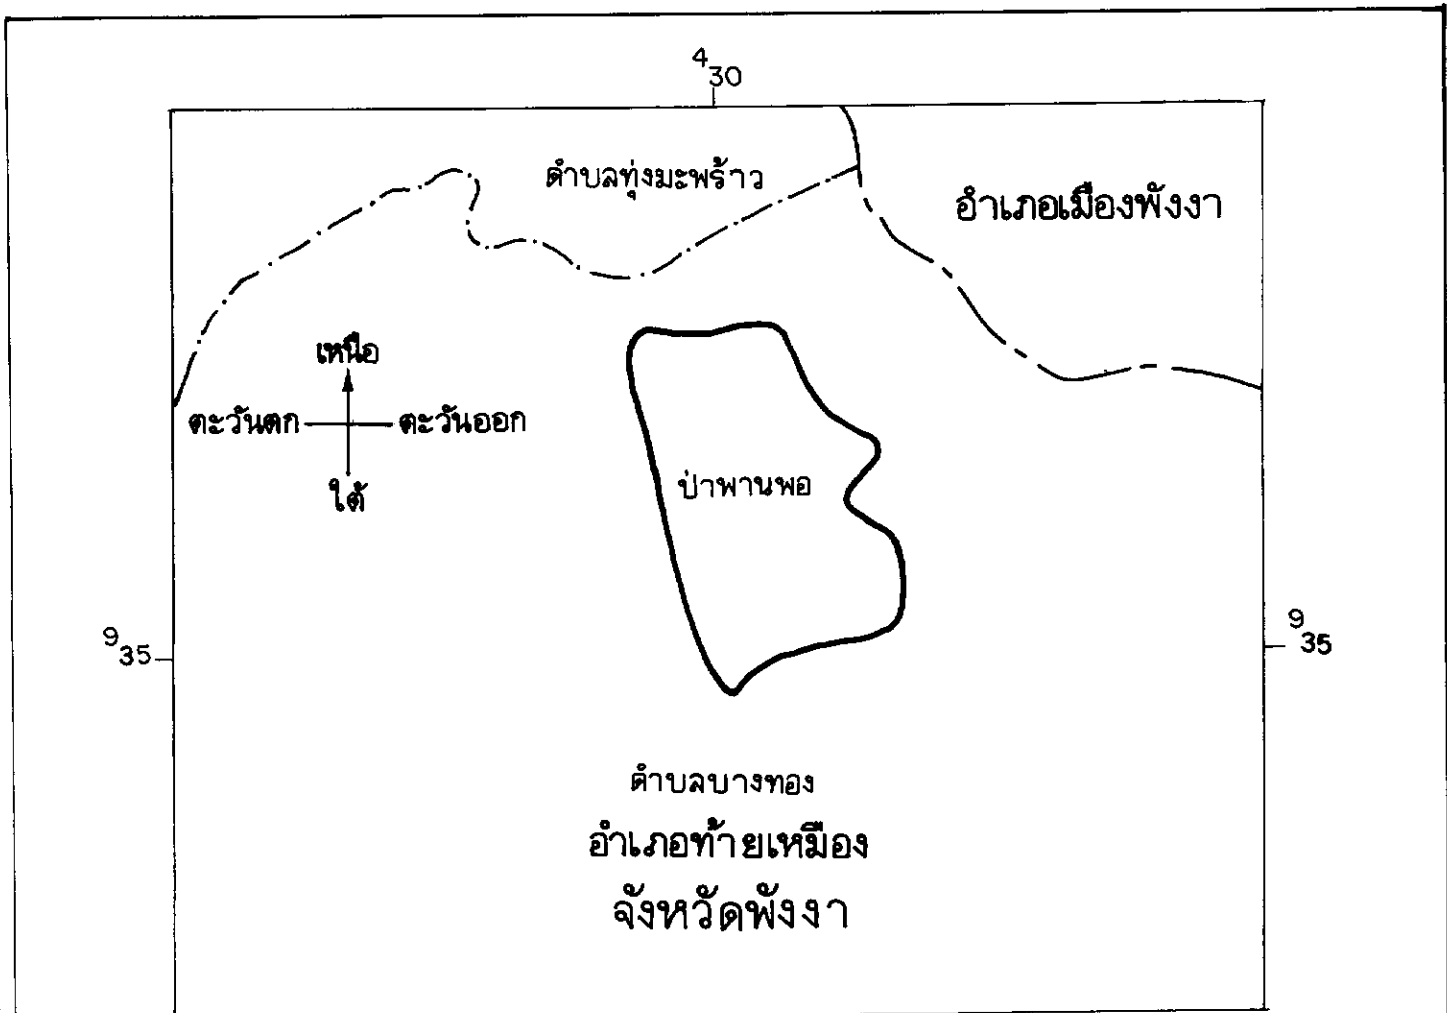 430
ตำบลทุ่งมะพร้าว
อำเภอเมืองพังงา
เหนือ
ตะวันตก ตะวันออก
ใต้
ป่าพานพอ
935 935
ตำบลบางทอง
อำเภอท้ายเหมือง
จังหวัดพังงา